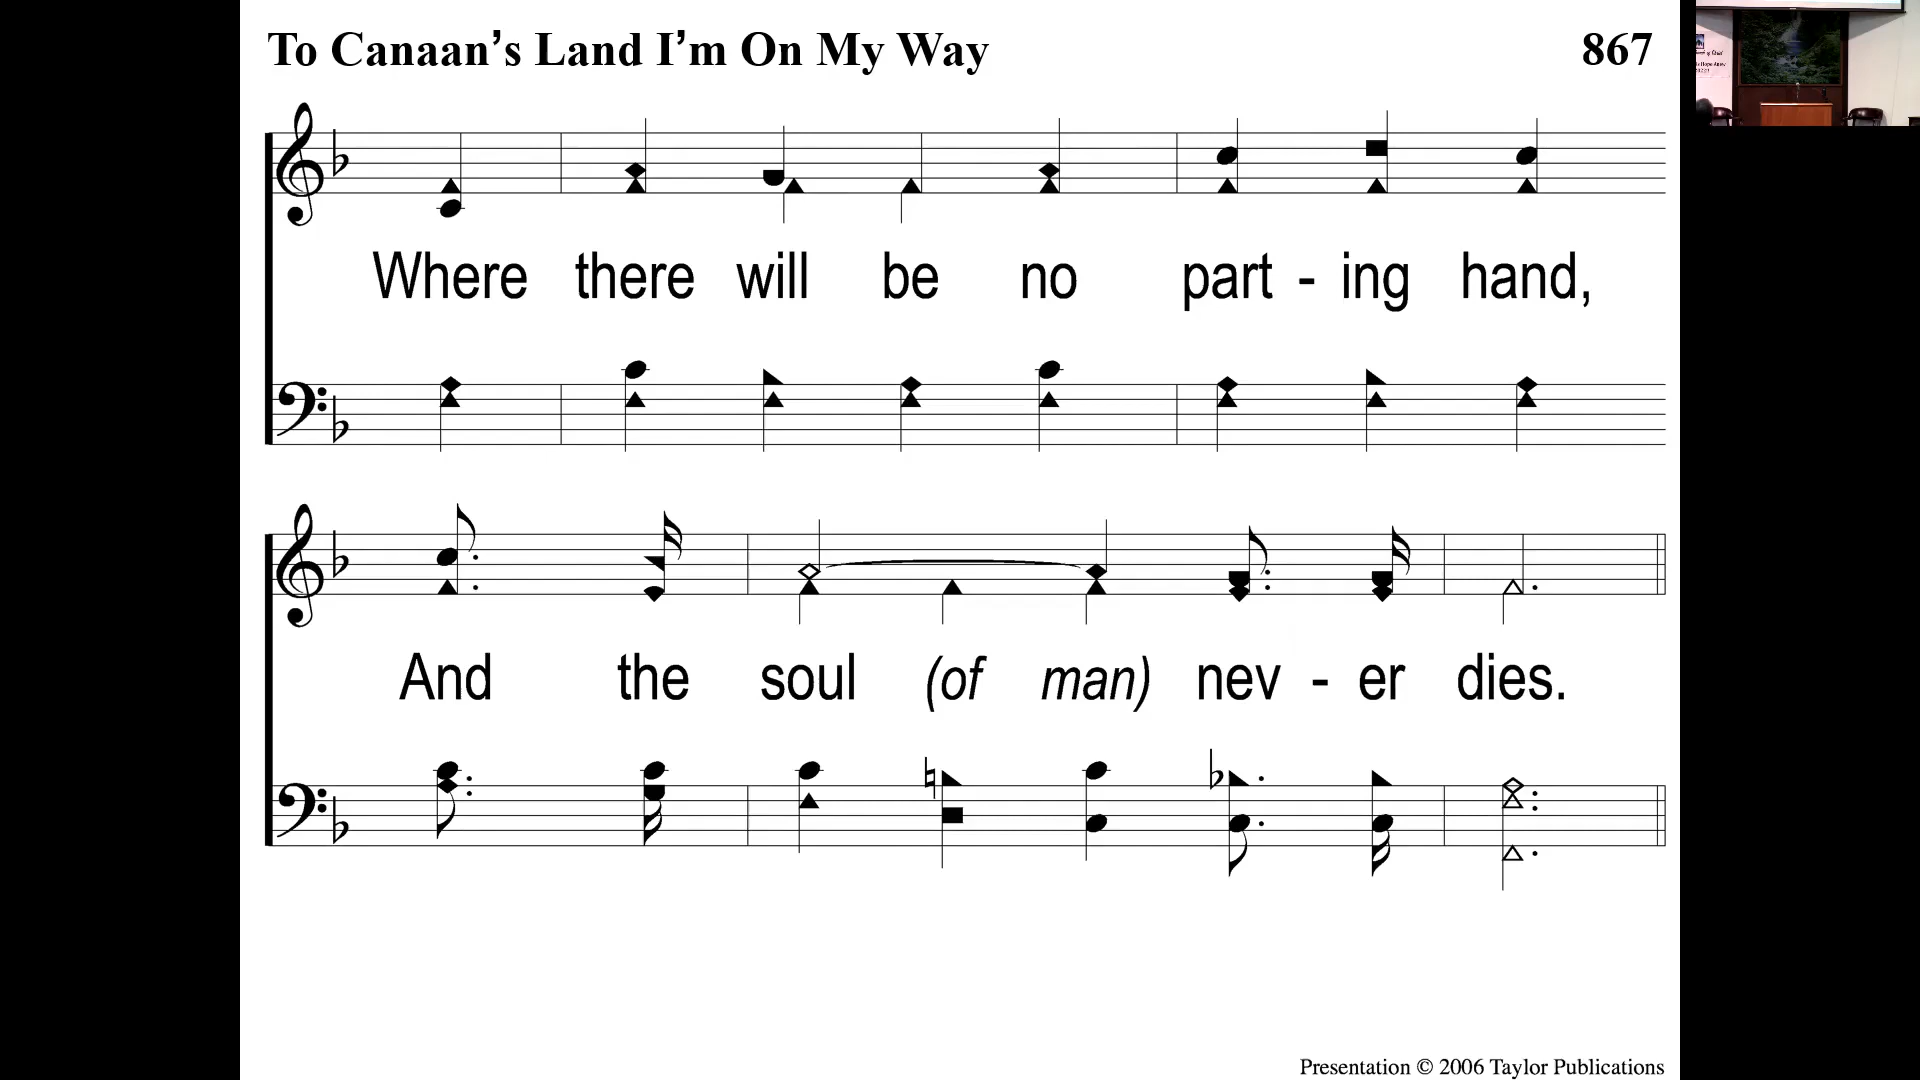 To Canaan’s Land I’m On My Way 867
Where there will be no part - ing hand,
And the soul (of man) nev - er dies.
Presentation © 2006 Taylor Publications